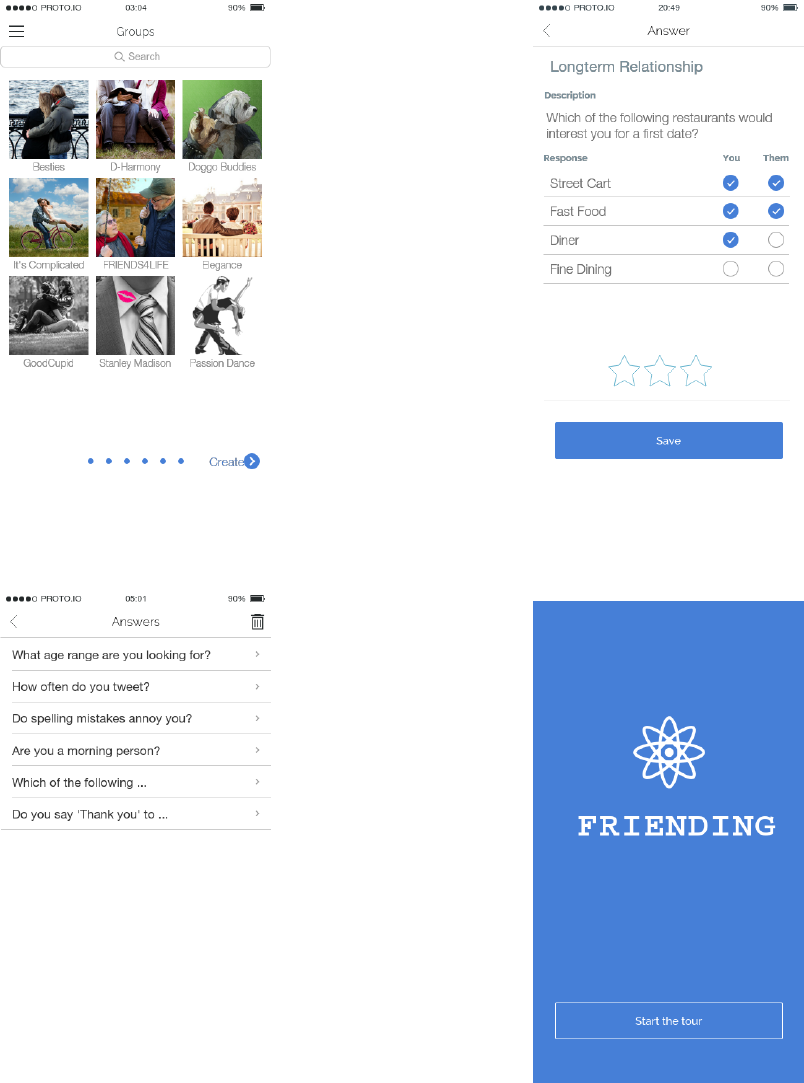 PROTO.IO 03:04 90%
Groups
Search
Besties D-Harmony Doggo Buddies
It's Complicated FRIENDS4LIFE Elegance
GoodCupid Stanley Madison Passion Dance
Create
PROTO.IO 20:49 90%
Answer
Longterm Relationship
Description
Which of the following restaurants would
interest you for a first date?
Response You Them
Street Cart
Fast Food
Diner
Fine Dining
Save
PROTO.IO 05:01 90%
Answers
What age range are you looking for?
How often do you tweet?
Do spelling mistakes annoy you?
Are you a morning person?
Which of the following ...
Do you say 'Thank you' to ...
FRIENDING
Start the tour